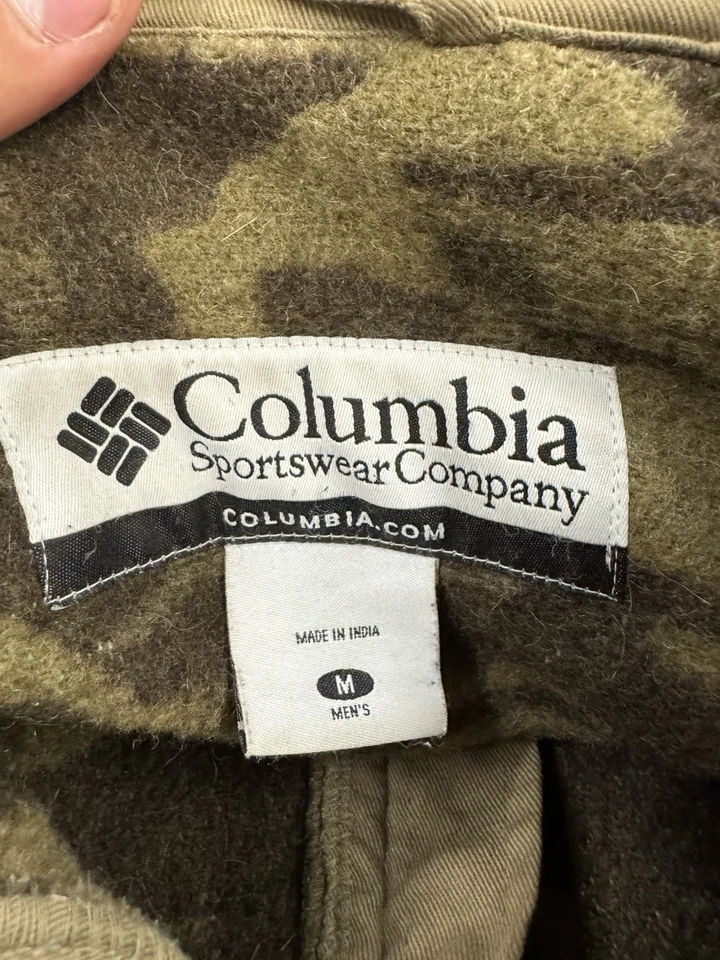 Columbia
Sportswear Company
COLUMBIA.COM
MADE IN INDIA
M
MEN'S